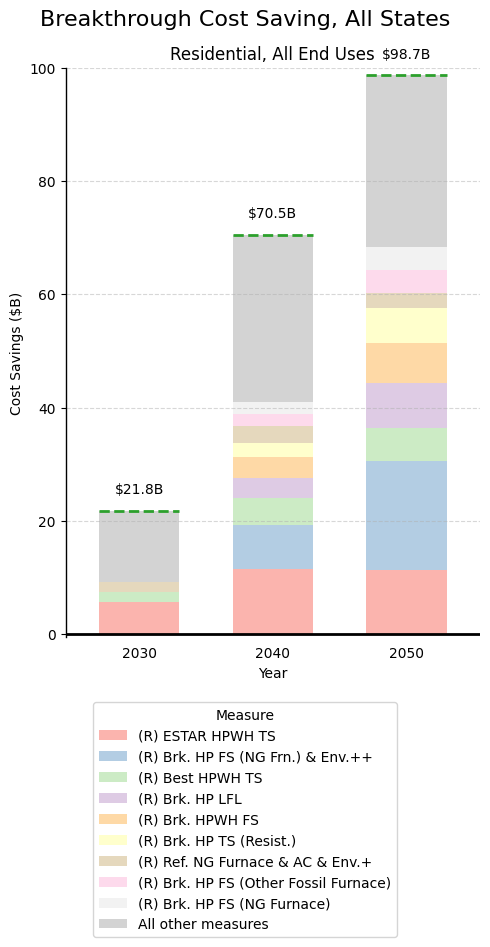 Breakthrough Cost Saving, All States
Residential, All End Uses
$98.7B
$70.5B
$21.8B
100
80
60
40
20
0
Cost Savings ($B)
2030
2040
2050
Year
Measure
(R) ESTAR HPWH TS
(R) Brk. HP FS (NG Frn.) & Env.++
(R) Best HPWH TS
(R) Brk. HP LFL
(R) Brk. HPWH FS
(R) Brk. HP TS (Resist.)
(R) Ref. NG Furnace & AC & Env.+
(R) Brk. HP FS (Other Fossil Furnace)
(R) Brk. HP FS (NG Furnace)
All other measures